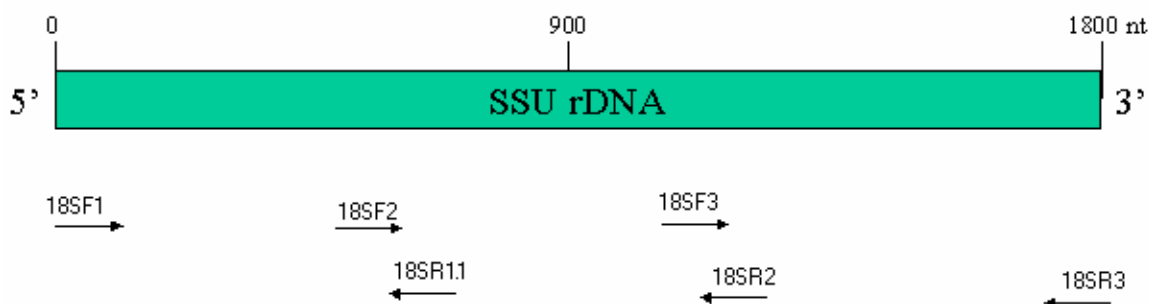 0 900 1800 nt
5’ SSU rDNA 3’
18SF1 18SF2 18SF3
18SR1.1 18SR2 18SR3